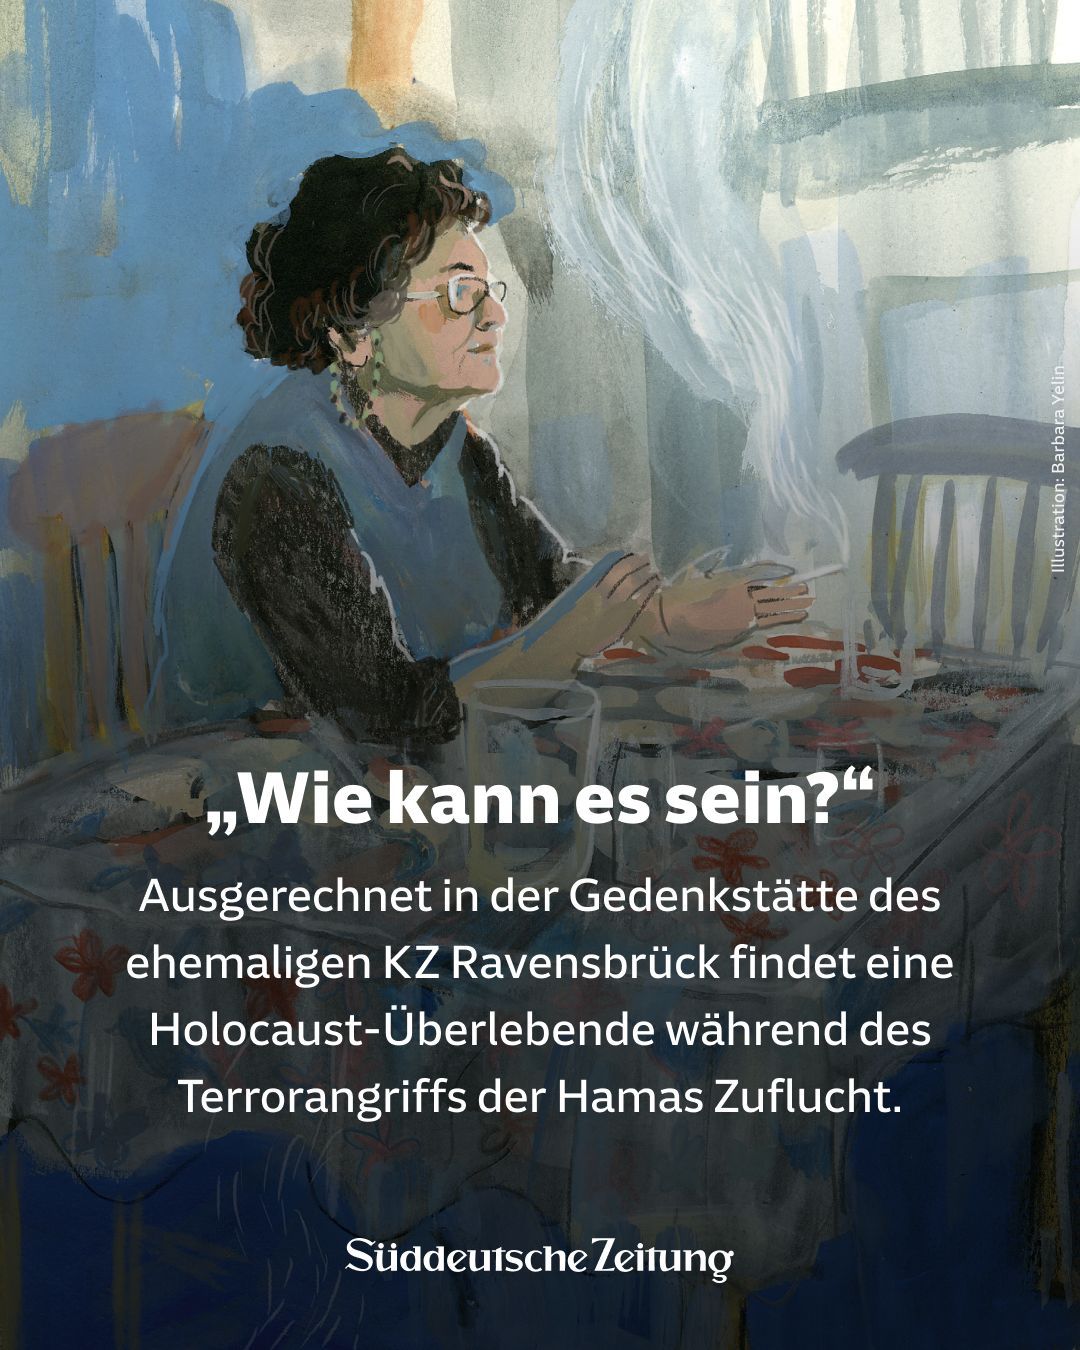 Illustration: Barbara Yelin
„Wie kann es sein?“
Ausgerechnet in der Gedenkstätte des
ehemaligen KZ Ravensbrück findet eine
Holocaust-Überlebende während des
Terrorangriffs der Hamas Zuflucht.
Süddeutsche Zeitung